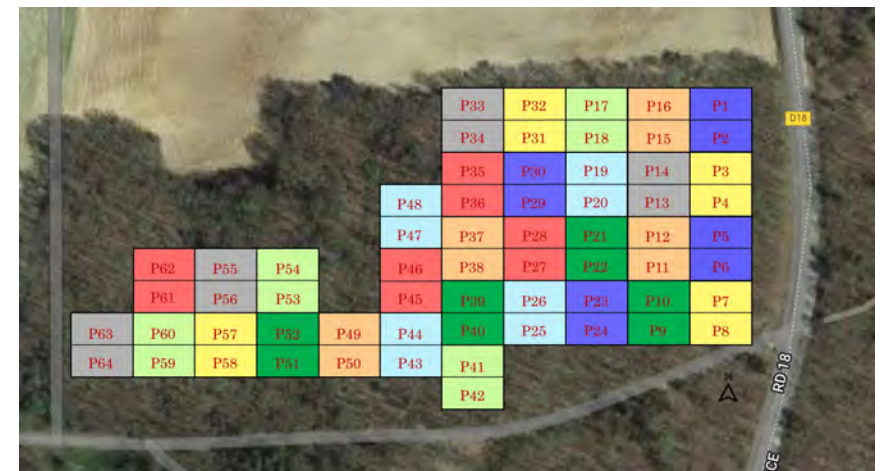 P33 P32 P17 P16 P1
P34 P31 P18 P15 P2
D18
P35 P30 P19 P14 P3
P48 P36 P29 P20 P13 P4
P47 P37 P28 P21 P12 P5
P62 P55 P54 P46 P38 P27 P22 P11 P6
P61 P56 P53 P45 P39 P26 P23 P10 P7
P63 P60 P57 P52 P49 P44 P40 P25 P24 P9 P8
P64 P59 P58 P51 P50 P43 P41
P42
N
RD 18
CE